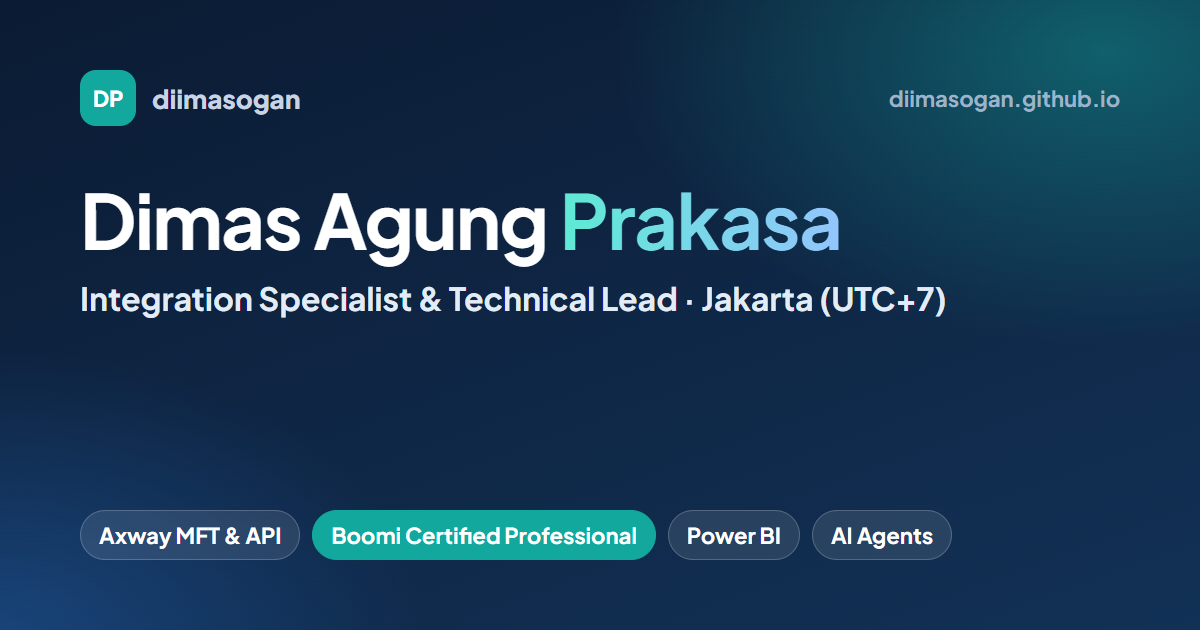 DP diimasogan diimasogan.github.io
Dimas Agung Prakasa
Integration Specialist & Technical Lead · Jakarta (UTC+7)
Axway MFT & API Boomi Certified Professional Power BI AI Agents